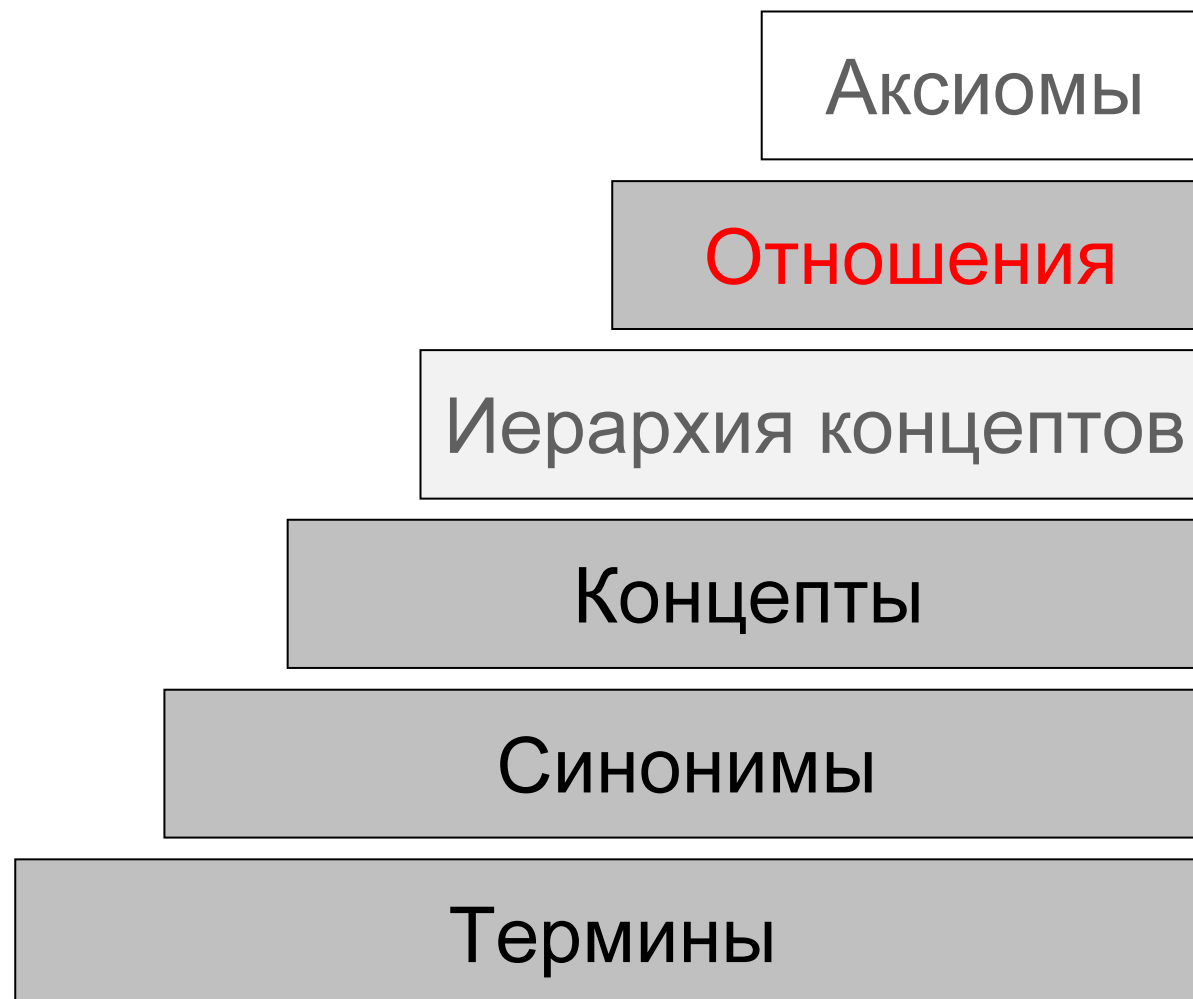 Аксиомы
Отношения
Иерархия концептов
Концепты
Синонимы
Термины